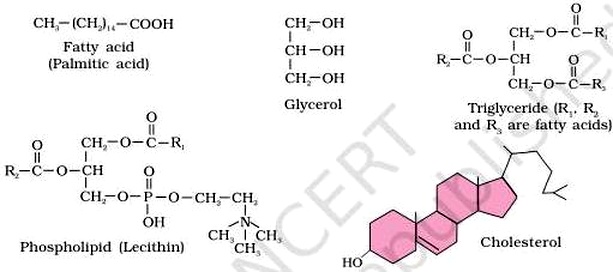 CH₃–(CH₂)₁₄–COOH
Fatty acid
(Palmitic acid)
CH₂–OH
CH–OH
CH₂–OH
Glycerol
O
CH₂–O–C–R₁
O
R₂–C–O–CH
O
CH₂–O–C–R₃
Triglyceride (R₁, R₂
and R₃ are fatty acids)
O
CH₂–O–C–R₁
O
R₂–C–O–CH
O
CH₂–O–P–O–CH₂–CH₂
OH
N
CH₃ CH₃
CH₃
Phospholipid (Lecithin)
HO
Cholesterol
NCERT
republished